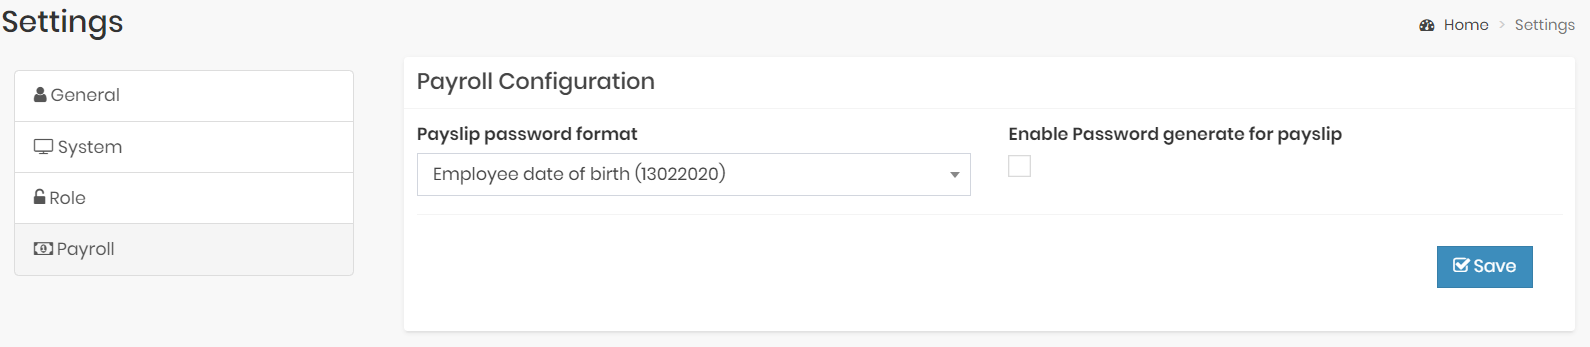 Settings
Home > Settings
General
System
Role
Payroll
Payroll Configuration
Payslip password format
Employee date of birth (13022020)
Enable Password generate for payslip
Save